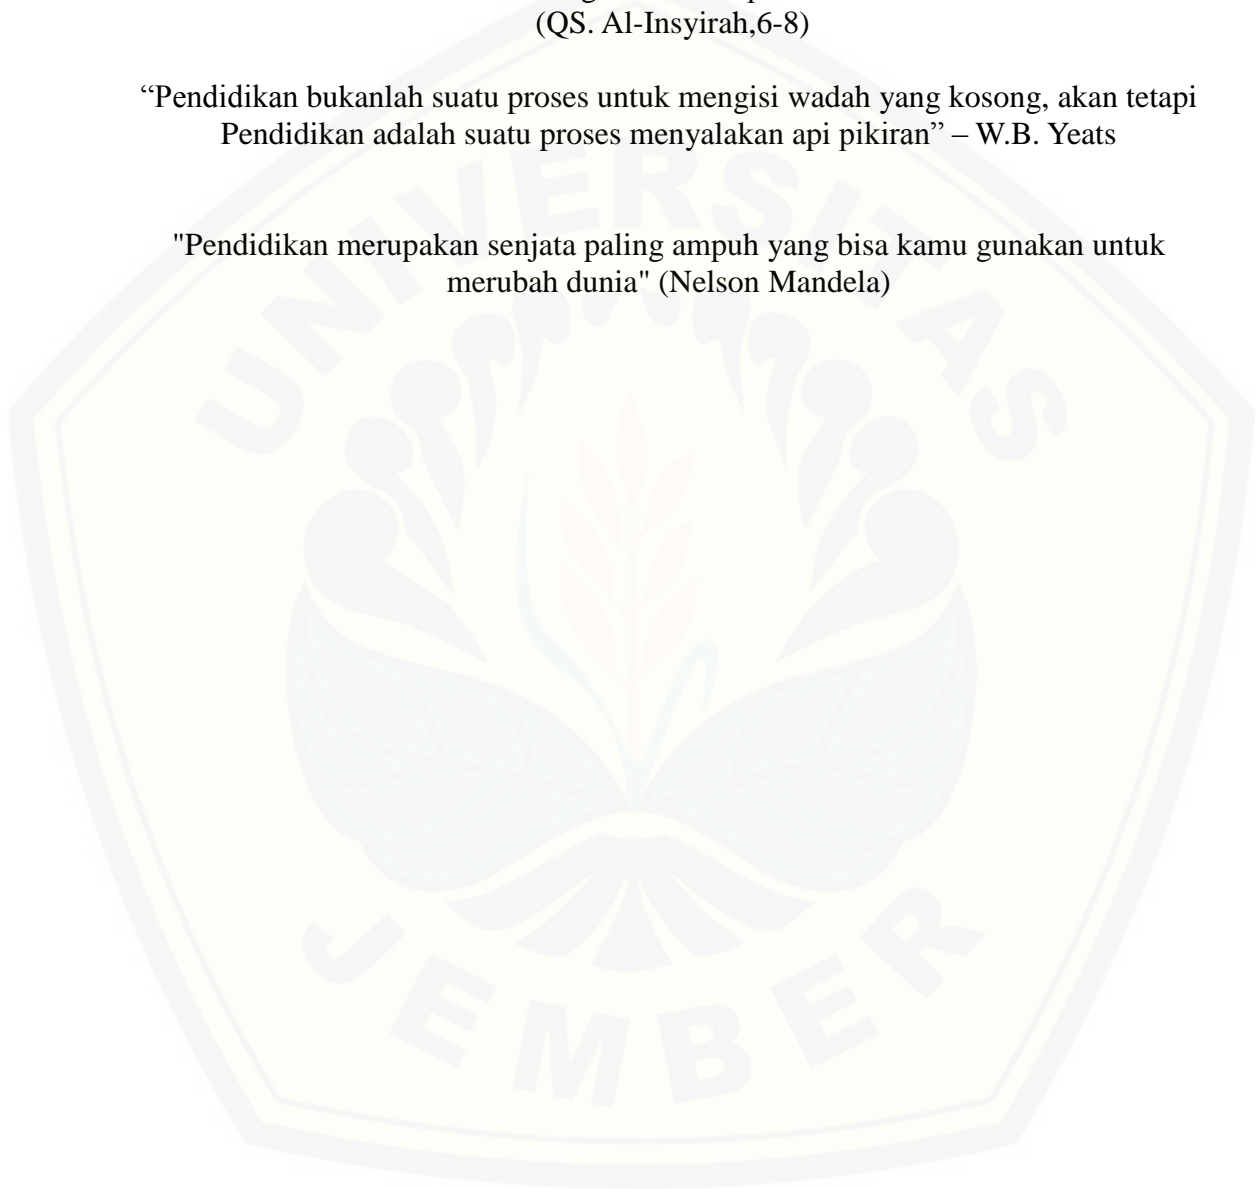 (QS. Al-Insyirah,6-8)
“Pendidikan bukanlah suatu proses untuk mengisi wadah yang kosong, akan tetapi
Pendidikan adalah suatu proses menyalakan api pikiran” – W.B. Yeats
"Pendidikan merupakan senjata paling ampuh yang bisa kamu gunakan untuk
merubah dunia" (Nelson Mandela)
UNIVERSITAS
JEMBER